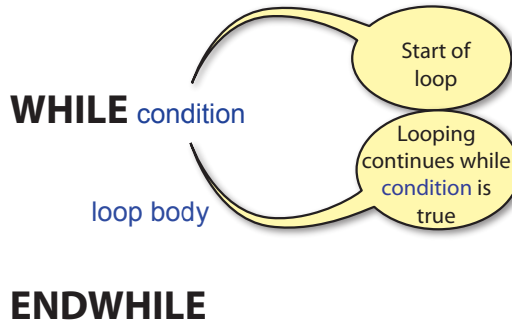 Start of
loop
WHILE condition
Looping
continues while
condition is
true
loop body
ENDWHILE